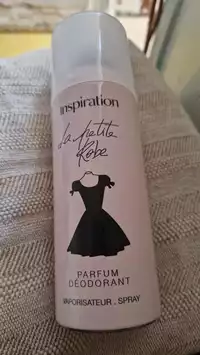 inspiration
La petite
Robe
PARFUM
DÉODORANT
VAPORISATEUR . SPRAY